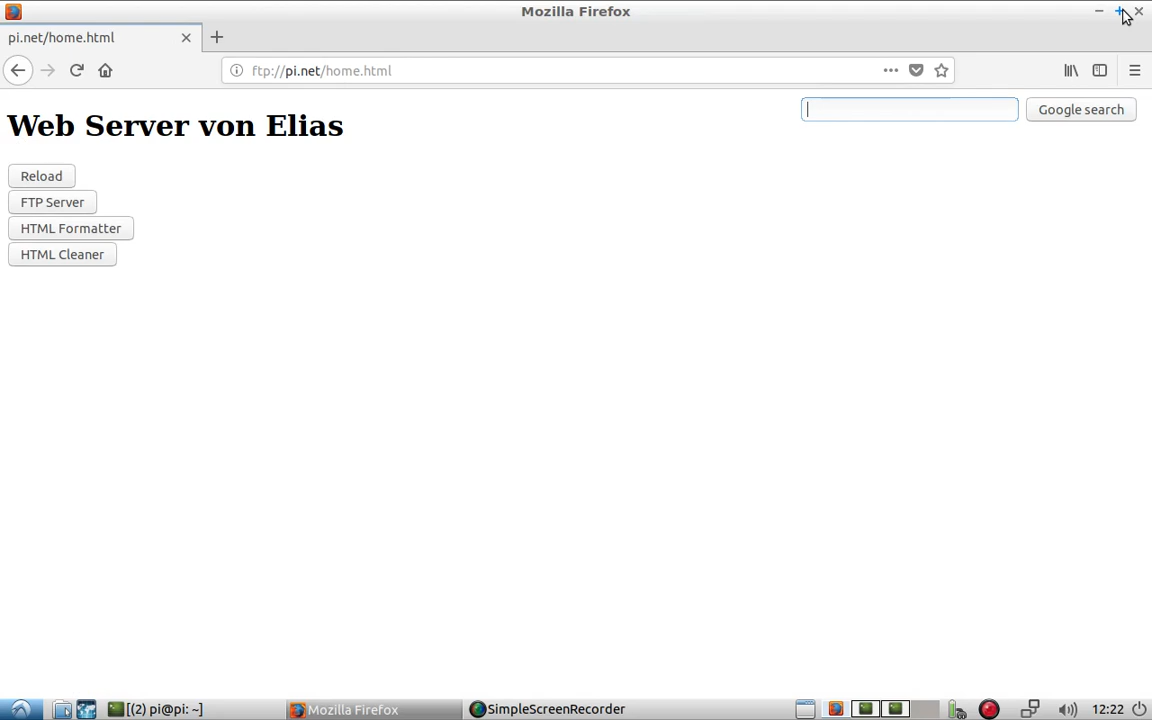 Mozilla Firefox
pi.net/home.html
ftp://pi.net/home.html
Google search
Web Server von Elias
Reload
FTP Server
HTML Formatter
HTML Cleaner
[(2) pi@pi: ~]
Mozilla Firefox
SimpleScreenRecorder
12:22